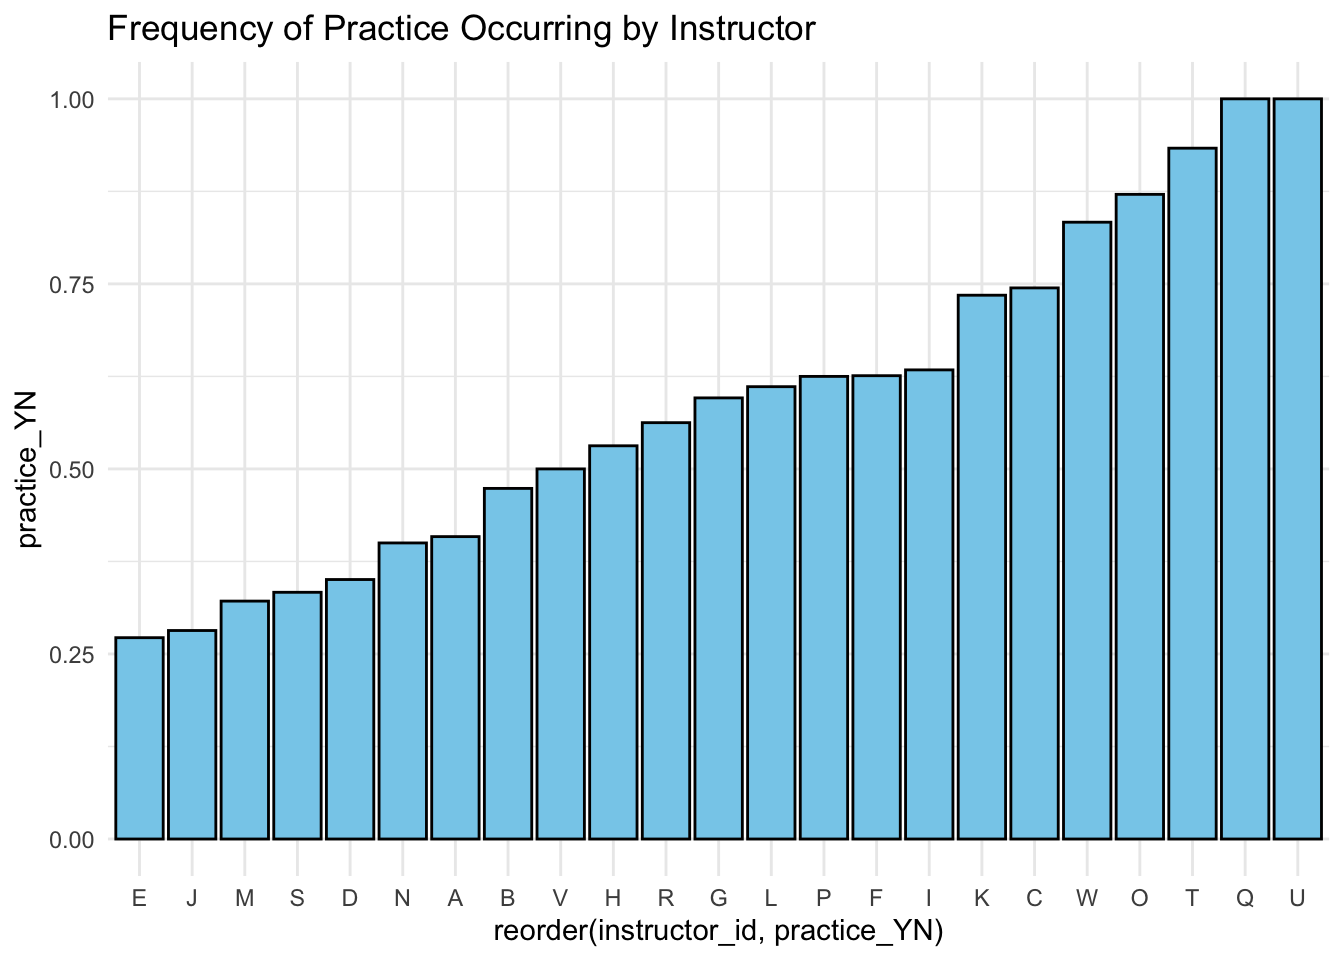 Frequency of Practice Occurring by Instructor
1.00
0.75
0.50
0.25
0.00
practice_YN
E J M S D N A B V H R G L P F I K C W O T Q U
reorder(instructor_id, practice_YN)